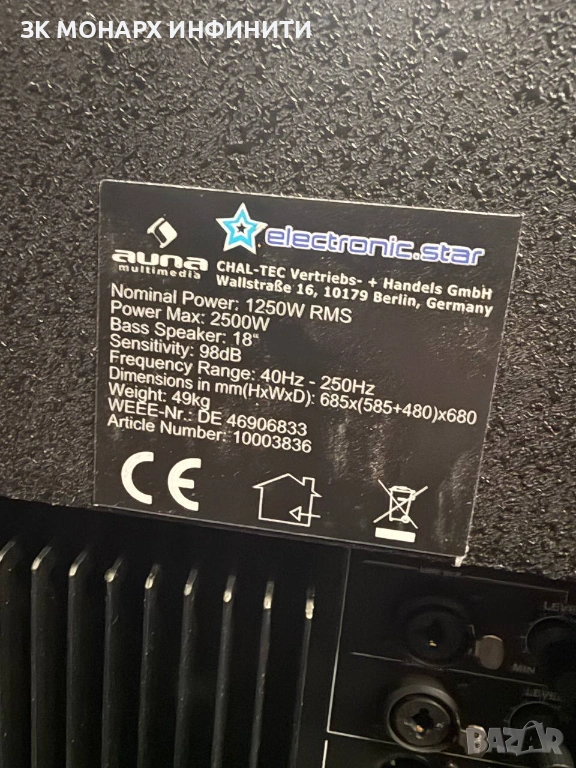 ЗК МОНАРХ ИНФИНИТИ
auna
multimedia
electronic.star
CHAL-TEC Vertriebs- + Handels GmbH
Wallstraße 16, 10179 Berlin, Germany
Nominal Power: 1250W RMS
Power Max: 2500W
Bass Speaker: 18"
Sensitivity: 98dB
Frequency Range: 40Hz - 250Hz
Dimensions in mm(HxWxD): 685x(585+480)x680
Weight: 49kg
WEEE-Nr.: DE 46906833
Article Number: 10003836
CE
LEVEL
MIN
LEVEL
BAZAR